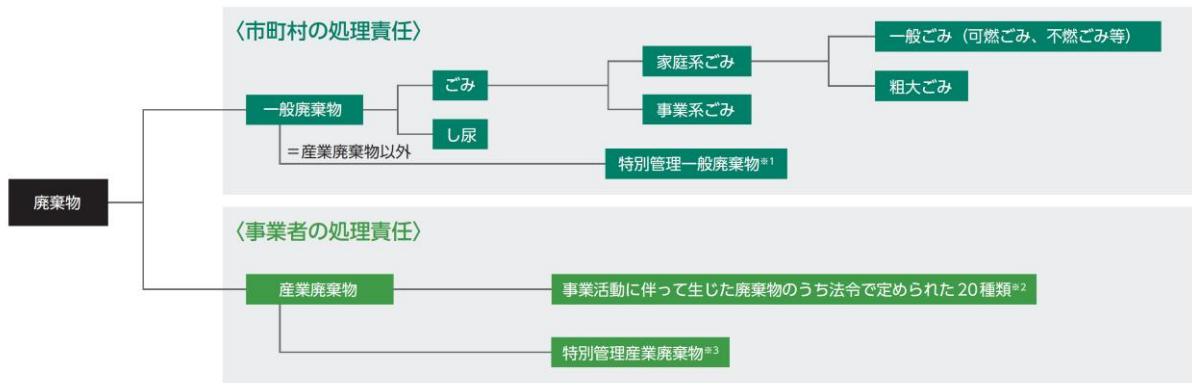 〈市町村の処理責任〉
一般ごみ（可燃ごみ、不燃ごみ等）
家庭系ごみ
ごみ
粗大ごみ
一般廃棄物
事業系ごみ
し尿
＝産業廃棄物以外
特別管理一般廃棄物※1
廃棄物
〈事業者の処理責任〉
産業廃棄物
事業活動に伴って生じた廃棄物のうち法令で定められた20種類※2
特別管理産業廃棄物※3